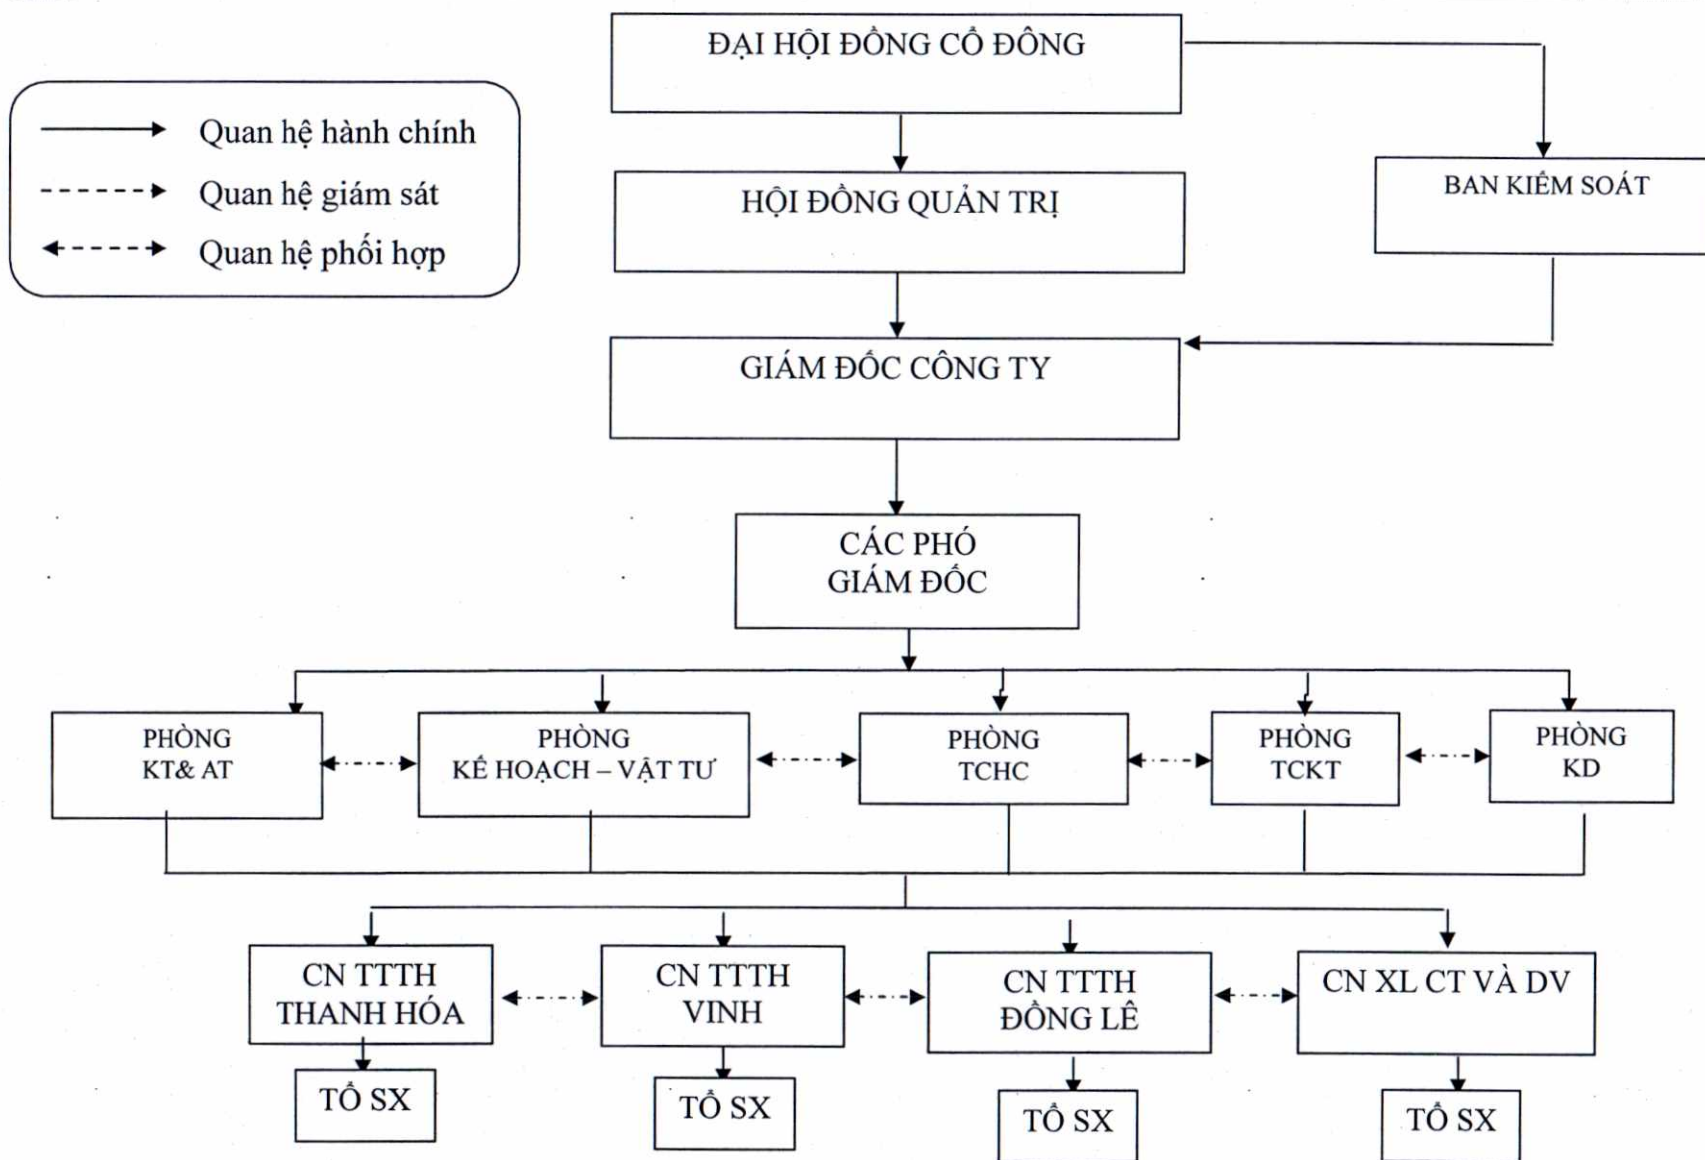 ĐẠI HỘI ĐỒNG CỔ ĐÔNG
Quan hệ hành chính
Quan hệ giám sát
Quan hệ phối hợp
HỘI ĐỒNG QUẢN TRỊ
BAN KIỂM SOÁT
GIÁM ĐỐC CÔNG TY
CÁC PHÓ
GIÁM ĐỐC
PHÒNG
KT& AT
PHÒNG
KẾ HOẠCH – VẬT TƯ
PHÒNG
TCHC
PHÒNG
TCKT
PHÒNG
KD
CN TTTH
THANH HÓA
CN TTTH
VINH
CN TTTH
ĐỒNG LÊ
CN XL CT VÀ DV
TỔ SX
TỔ SX
TỔ SX
TỔ SX